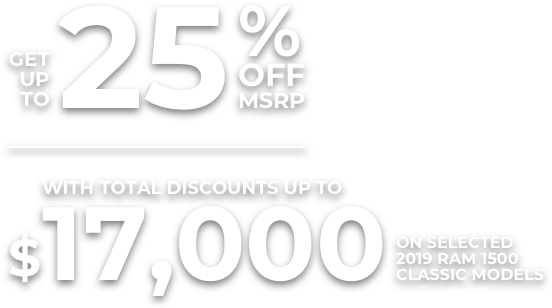 GET UP TO 25% OFF MSRP
WITH TOTAL DISCOUNTS UP TO
$17,000
ON SELECTED
2019 RAM 1500
CLASSIC MODELS